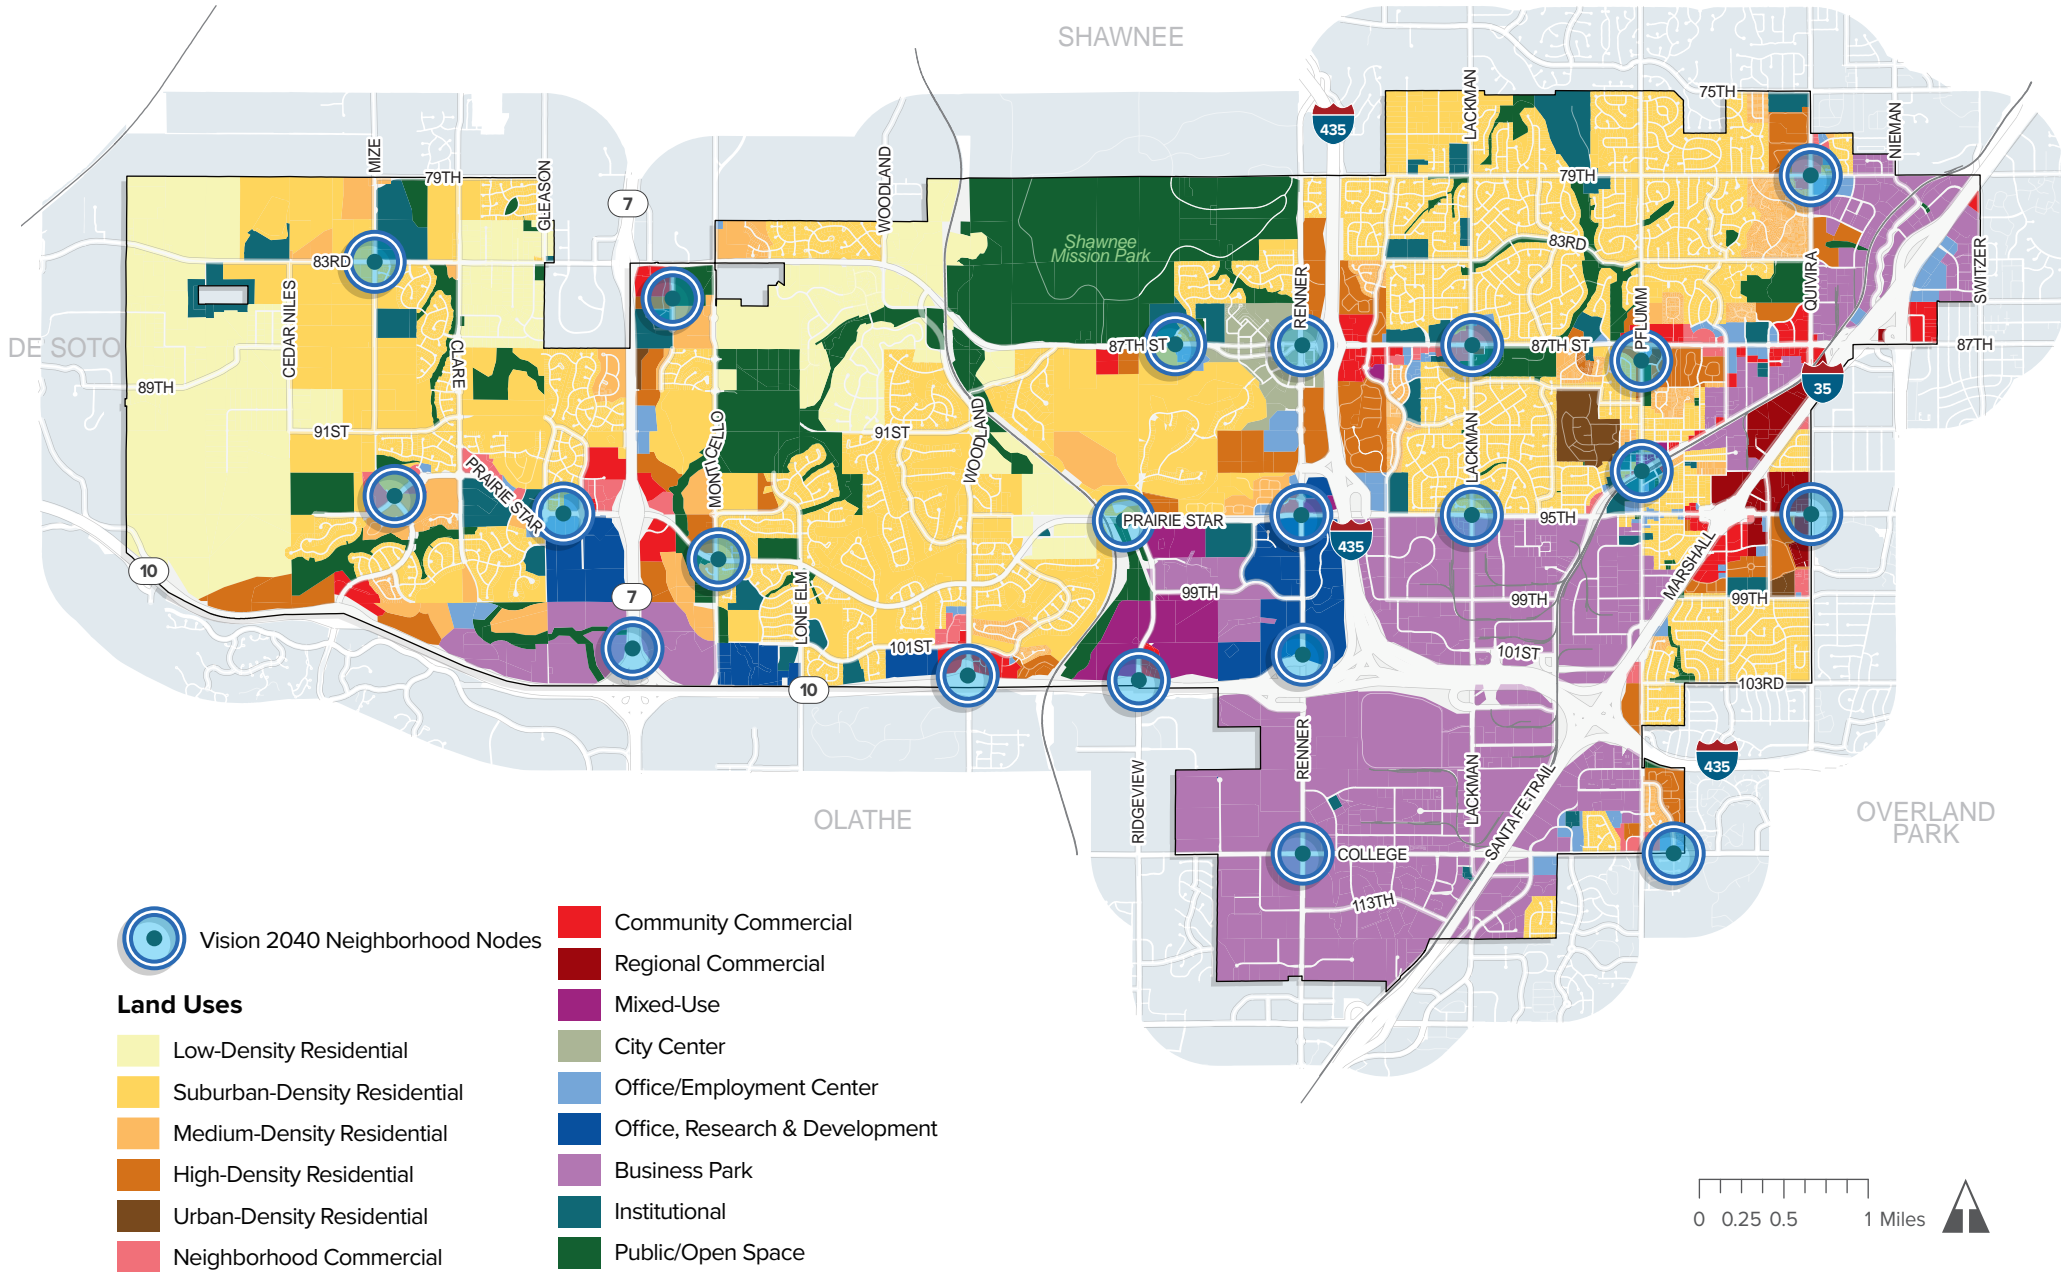 SHAWNEE
75TH
LACKMAN
NIEMAN
435
MIZE
79TH
GLEASON
WOODLAND
79TH
7
Shawnee
Mission Park
83RD
83RD
QUIVIRA
SWITZER
CEDAR NILES
RENNER
PFLUMM
DE SOTO
CLARE
87TH ST
87TH ST
87TH
89TH
35
91ST
MONTICELLO
91ST
WOODLAND
LACKMAN
PRAIRIE STAR
PRAIRIE STAR
95TH
435
MARSHALL
10
7
LONE ELM
99TH
99TH
99TH
101ST
101ST
10
103RD
RENNER
LACKMAN
SANTA FE TRAIL
435
OLATHE
RIDGEVIEW
OVERLAND
PARK
COLLEGE
113TH
Vision 2040 Neighborhood Nodes
Land Uses
Low-Density Residential
Suburban-Density Residential
Medium-Density Residential
High-Density Residential
Urban-Density Residential
Neighborhood Commercial
Community Commercial
Regional Commercial
Mixed-Use
City Center
Office/Employment Center
Office, Research & Development
Business Park
Institutional
Public/Open Space
0 0.25 0.5 1 Miles